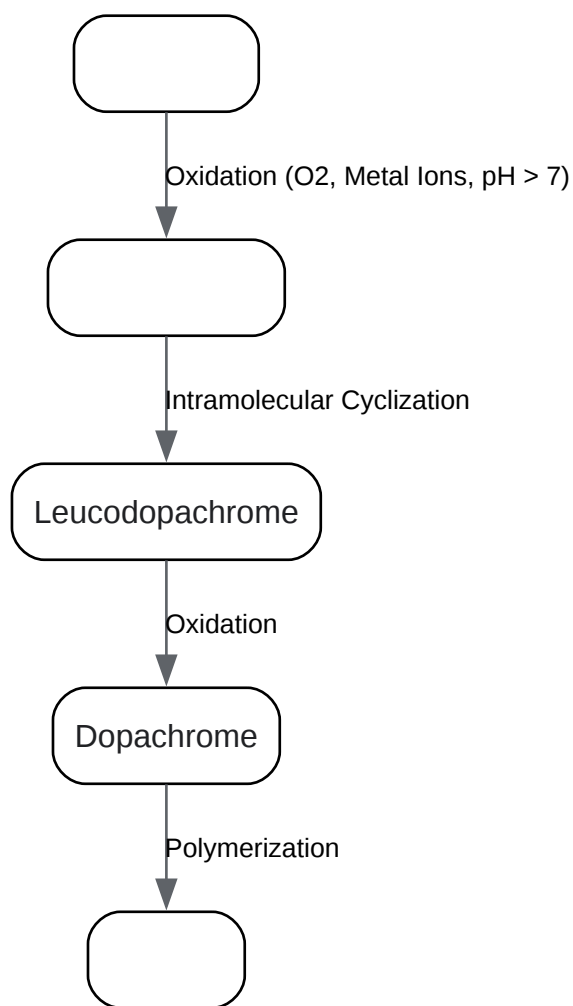 Oxidation (O2, Metal Ions, pH > 7)
Intramolecular Cyclization
Leucodopachrome
Oxidation
Dopachrome
Polymerization